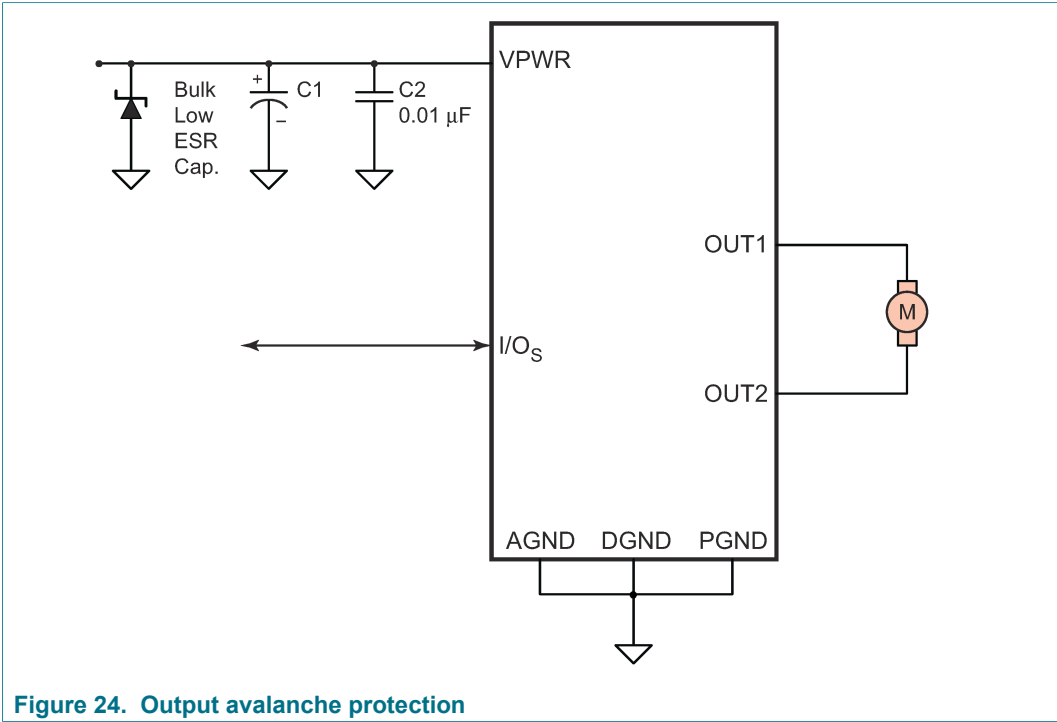 VPWR
Bulk
Low
ESR
Cap.
+
C1
−
C2
0.01 μF
OUT1
M
I/OS
OUT2
AGND DGND PGND
Figure 24. Output avalanche protection